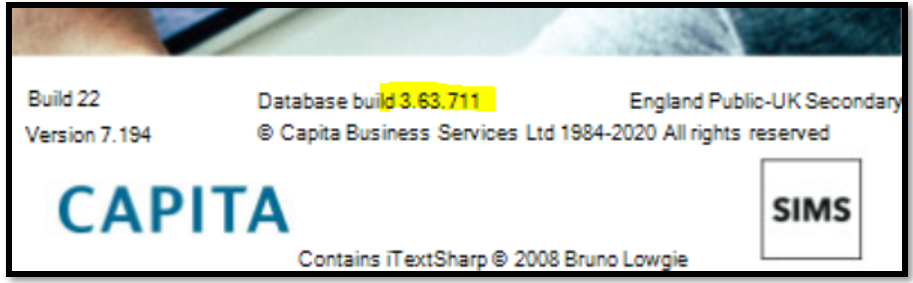 Build 22 Database build 3.63.711 England Public-UK Secondary
Version 7.194 © Capita Business Services Ltd 1984-2020 All rights reserved
CAPITA SIMS
Contains iTextSharp © 2008 Bruno Lowgie